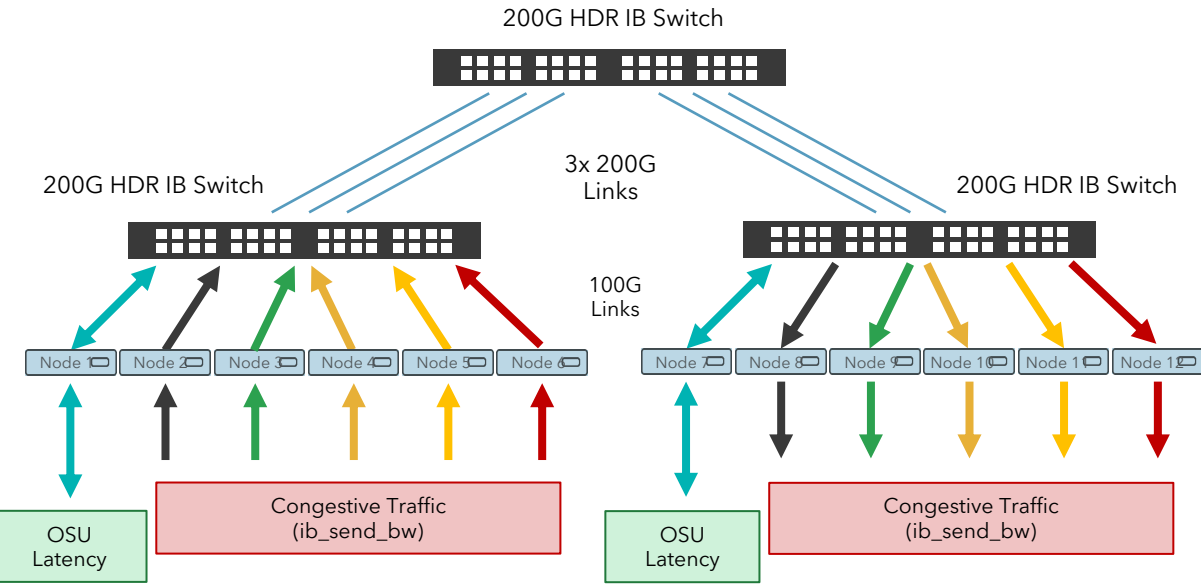 200G HDR IB Switch
3x 200G
Links
200G HDR IB Switch
200G HDR IB Switch
100G
Links
Node 1
Node 2
Node 3
Node 4
Node 5
Node 6
Node 7
Node 8
Node 9
Node 10
Node 11
Node 12
Congestive Traffic
(ib_send_bw)
Congestive Traffic
(ib_send_bw)
OSU
Latency
OSU
Latency